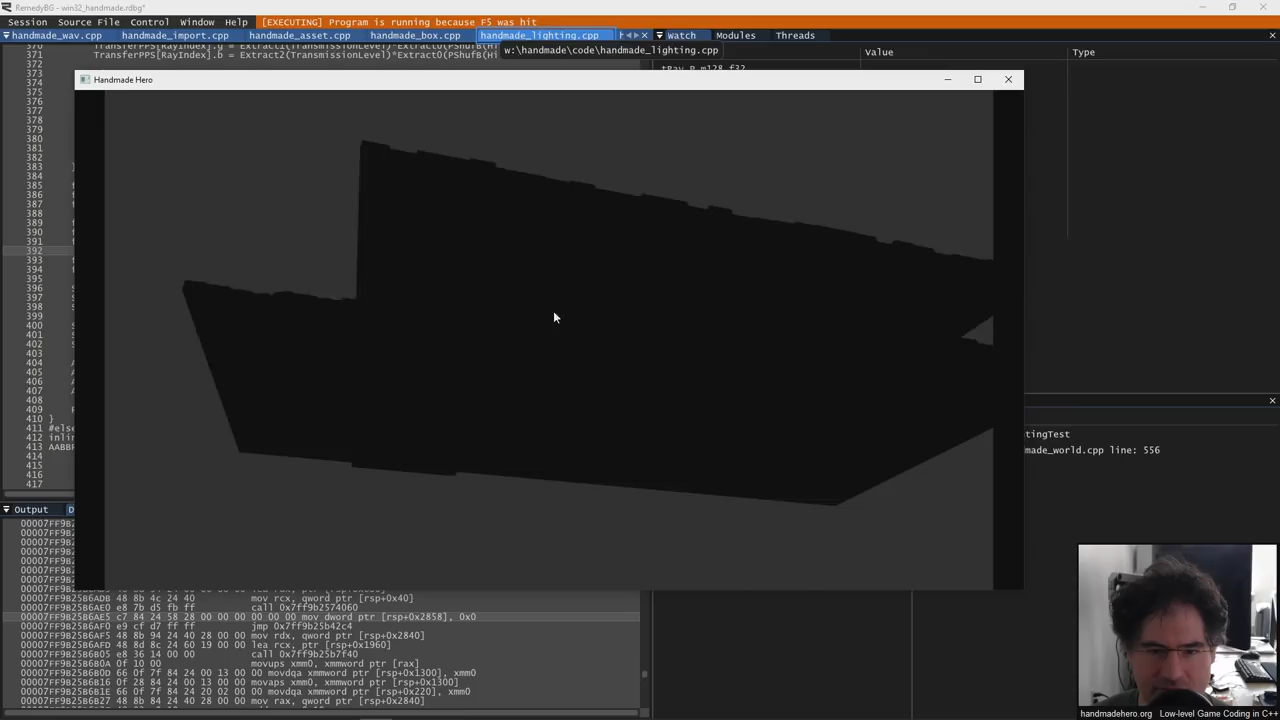 RemedyBG - win32_handmade.rdbg*
Session Source File Control Window Help [EXECUTING] Program is running because F5 was hit
handmade_wav.cpp handmade_import.cpp handmade_asset.cpp handmade_box.cpp handmade_lighting.cpp Watch Modules Threads
w:\handmade\code\handmade_lighting.cpp
Value Type
370
371 TransferPPS[RayIndex].b = Extract2(TransmissionLevel)*Extract0(PShufB(Hi
372
373
Handmade Hero
374
375
376
377
378
379
380
381
382
383 }
384
385
386
387
388
389
390
391
392
393
394
395
396
397
398
399
400
401
402
403
404
405
406
407
408
409
410 }
411 #else
412 inlin
413 AABBR
414
415
416
417
tingTest
made_world.cpp line: 556
Output
00007FF9B25B6ADB 48 8b 4c 24 40 lea rcx, ptr [rsp+0x40]
00007FF9B25B6AE0 e8 7b d5 fb ff call 0x7ff9b2574060
00007FF9B25B6AE5 c7 84 24 58 28 00 00 00 00 00 00 mov dword ptr [rsp+0x2858], 0x0
00007FF9B25B6AF0 e9 cf d7 ff ff jmp 0x7ff9b25b42c4
00007FF9B25B6AF5 48 8b 94 24 40 28 00 00 mov rdx, qword ptr [rsp+0x2840]
00007FF9B25B6AFD 48 8d 8c 24 60 19 00 00 lea rcx, ptr [rsp+0x1960]
00007FF9B25B6B05 e8 36 14 00 00 call 0x7ff9b25b7f40
00007FF9B25B6B0A 0f 10 00 movups xmm0, xmmword ptr [rax]
00007FF9B25B6B0D 66 0f 7f 84 24 00 13 00 00 movdqa xmmword ptr [rsp+0x1300], xmm0
00007FF9B25B6B16 0f 28 84 24 00 13 00 00 movaps xmm0, xmmword ptr [rsp+0x1300]
00007FF9B25B6B1E 66 0f 7f 84 24 20 02 00 00 movdqa xmmword ptr [rsp+0x220], xmm0
00007FF9B25B6B27 48 8b 84 24 40 28 00 00 mov rax, qword ptr [rsp+0x2840]
handmadehero.org Low-level Game Coding in C++